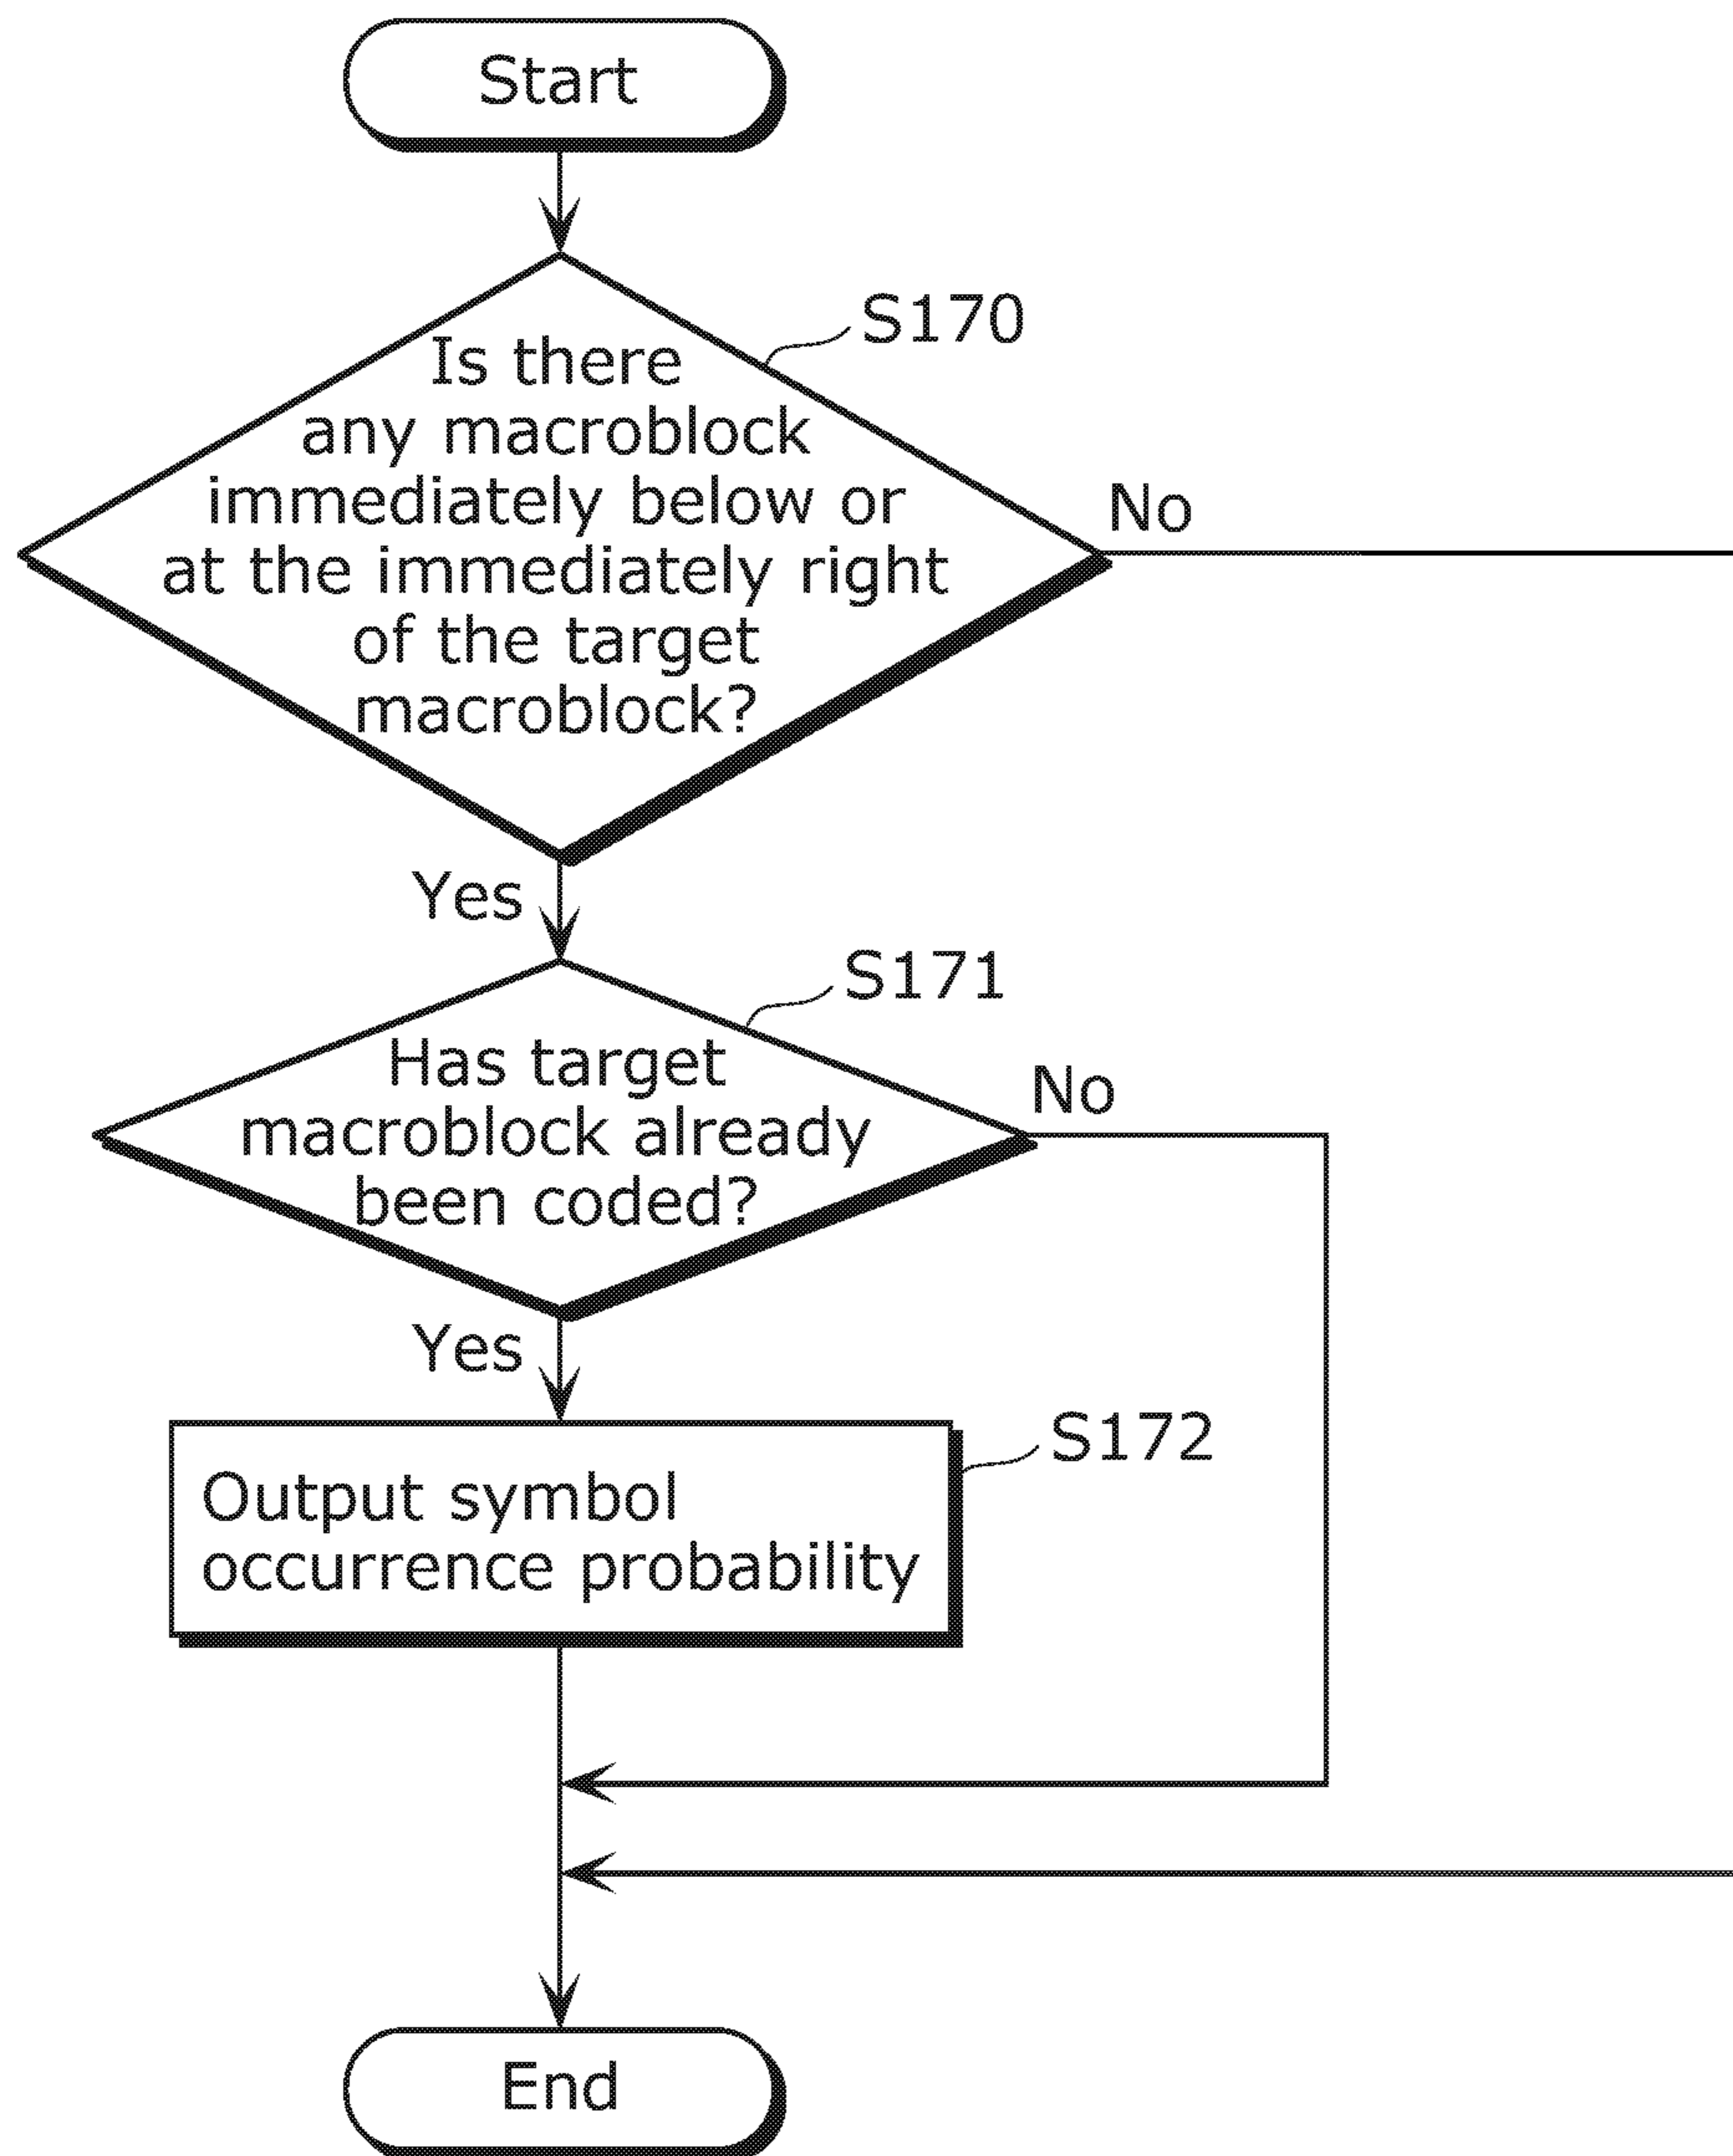 Start
S170
Is there
any macroblock
immediately below or
at the immediately right
of the target
macroblock?
No
Yes
S171
Has target
macroblock already
been coded?
No
Yes
S172
Output symbol
occurrence probability
End